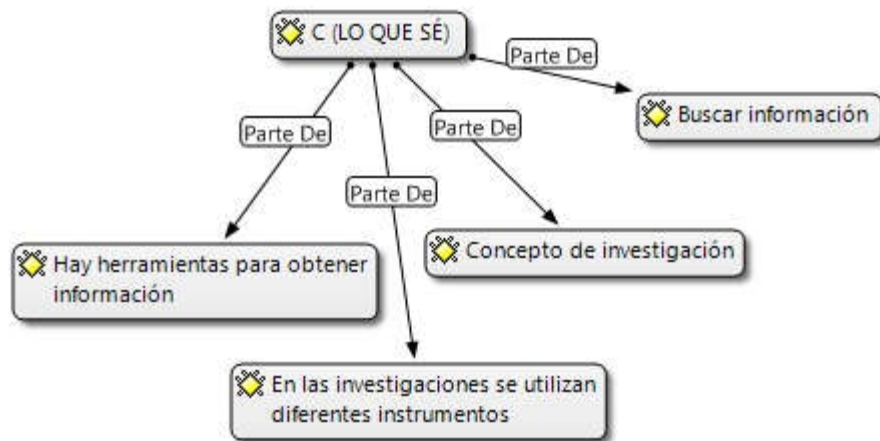 C (LO QUE SÉ)
Parte De
Buscar información
Parte De
Parte De
Parte De
Concepto de investigación
Hay herramientas para obtener
información
En las investigaciones se utilizan
diferentes instrumentos